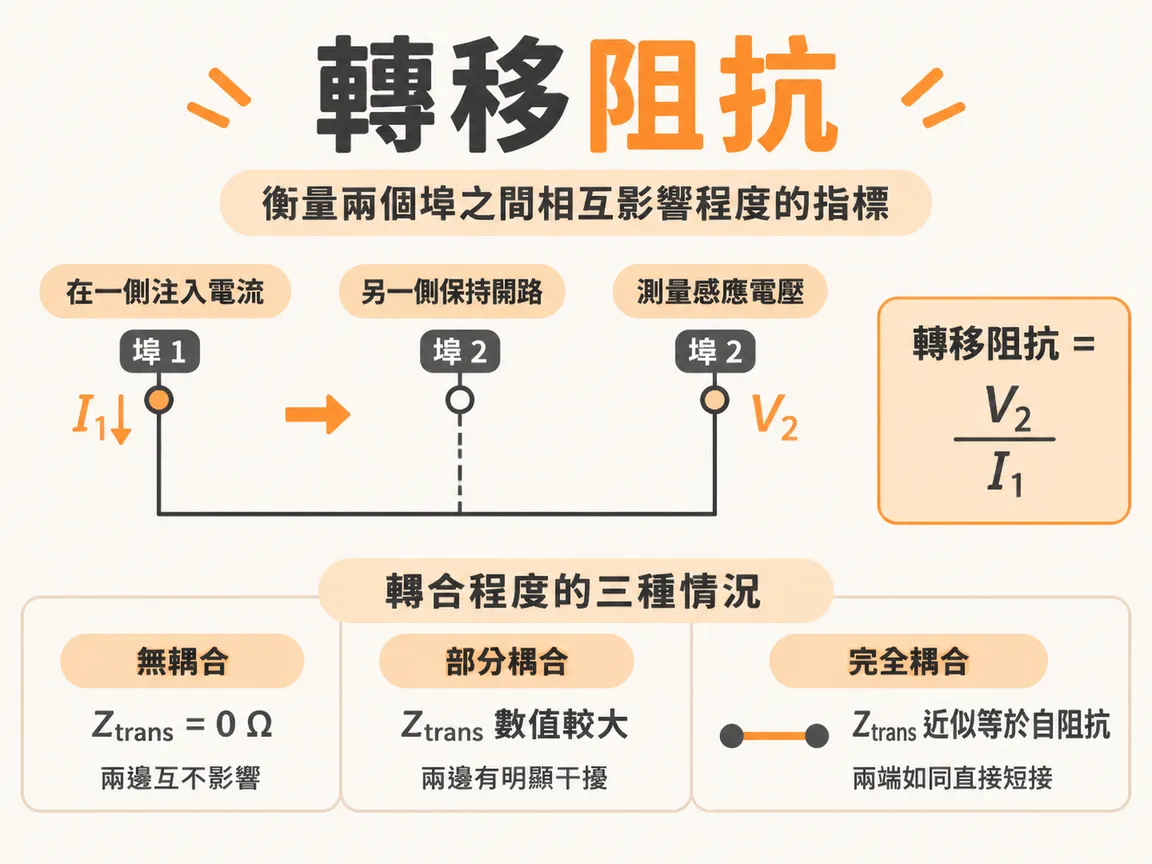 轉移阻抗
衡量兩個埠之間相互影響程度的指標
在一側注入電流
另一側保持開路
測量感應電壓
埠 1
埠 2
埠 2
I₁↓
V₂
轉移阻抗 =
V₂
I₁
轉合程度的三種情況
無耦合
Z_trans = 0 Ω
兩邊互不影響
部分耦合
Z_trans 數值較大
兩邊有明顯干擾
完全耦合
Z_trans 近似等於自阻抗
兩端如同直接短接